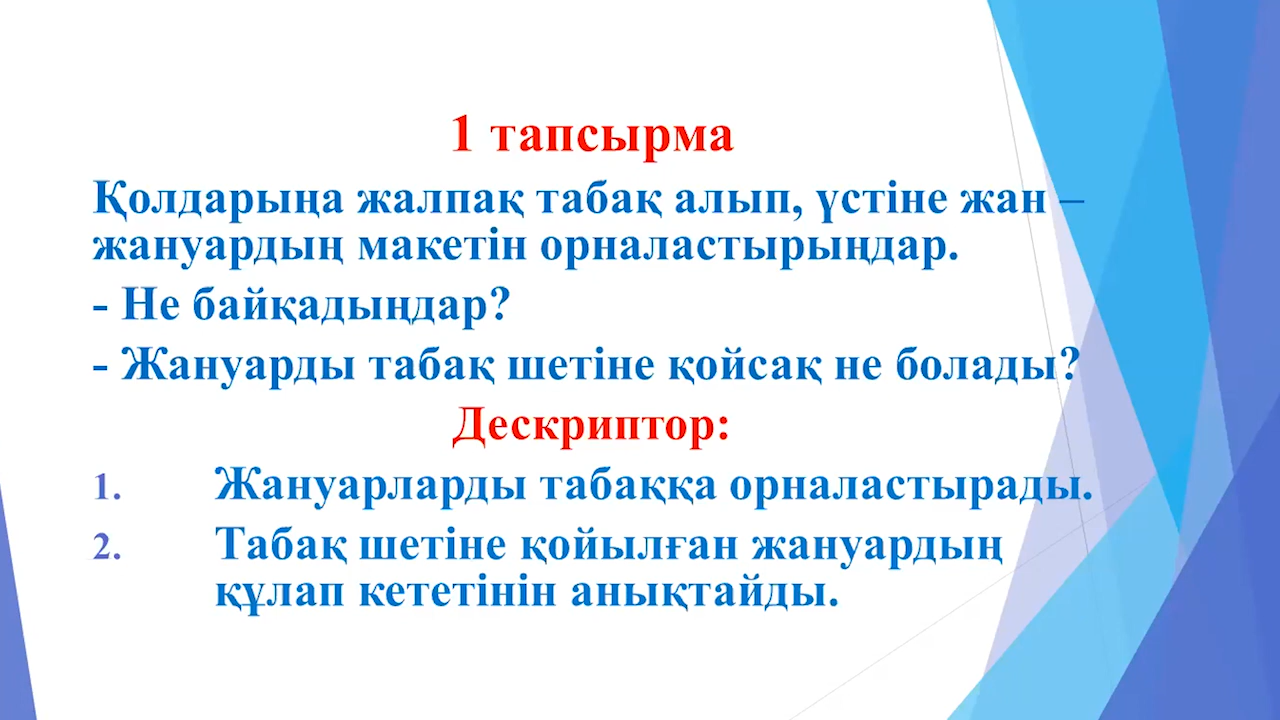 1 тапсырма
Қолдарыңа жалпақ табақ алып, үстіне жан –
жануардың макетін орналастырыңдар.
- Не байқадыңдар?
- Жануарды табақ шетіне қойсақ не болады?
Дескриптор:
1. Жануарларды табаққа орналастырады.
2. Табақ шетіне қойылған жануардың
құлап кететінін анықтайды.